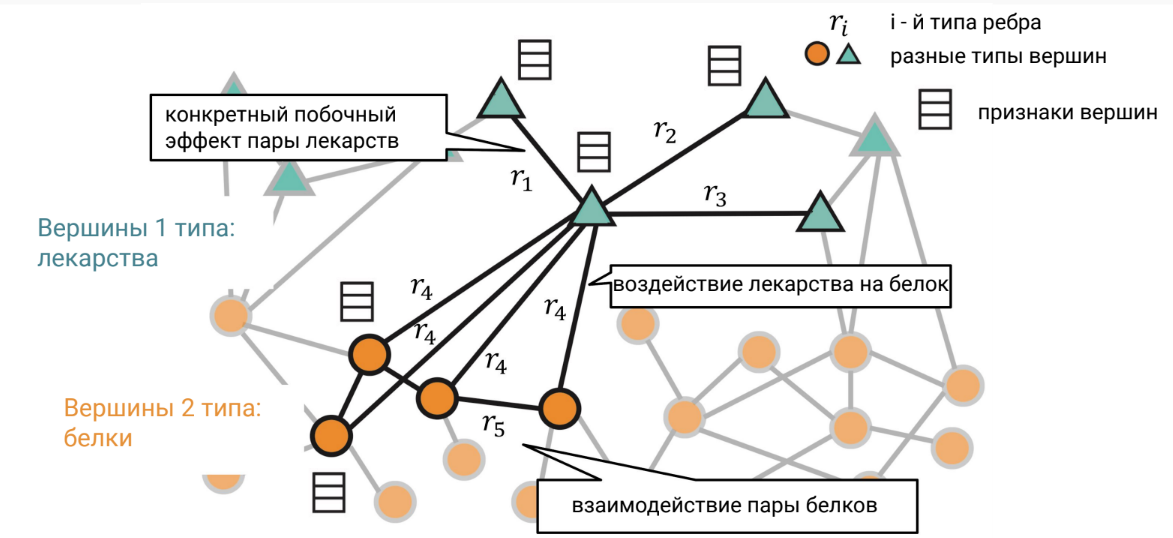 r_i i - й типа ребра
разные типы вершин
признаки вершин
конкретный побочный
эффект пары лекарств
r_1
r_2
r_3
Вершины 1 типа:
лекарства
воздействие лекарства на белок
r_4
r_4
r_4
r_4
Вершины 2 типа:
белки
r_5
взаимодействие пары белков